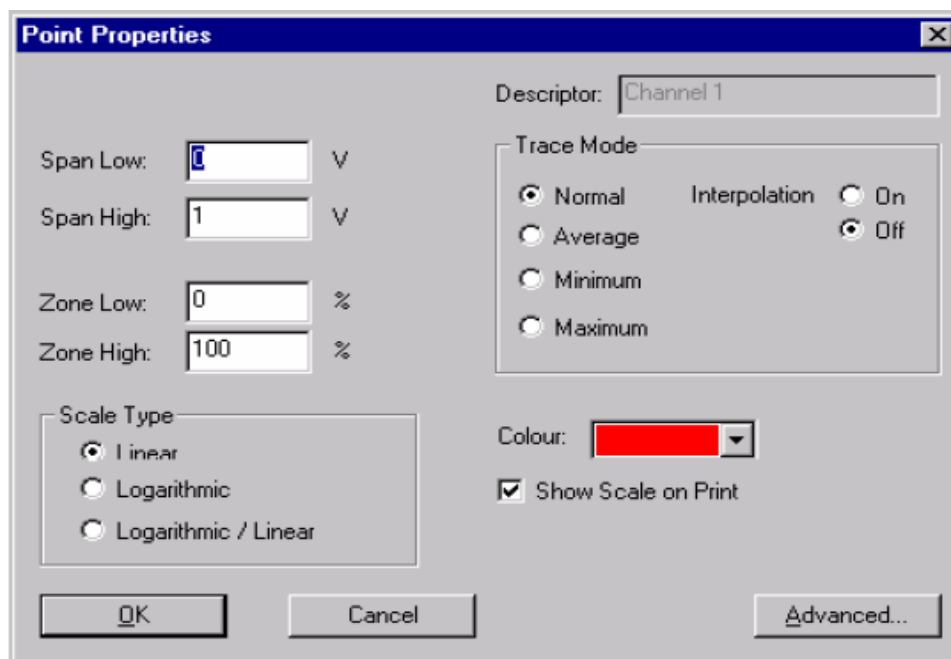 Point Properties
Descriptor: Channel 1
Span Low: 0 V
Span High: 1 V
Zone Low: 0 %
Zone High: 100 %
Trace Mode
Normal
Average
Minimum
Maximum
Interpolation
On
Off
Scale Type
Linear
Logarithmic
Logarithmic / Linear
Colour:
Show Scale on Print
OK
Cancel
Advanced...